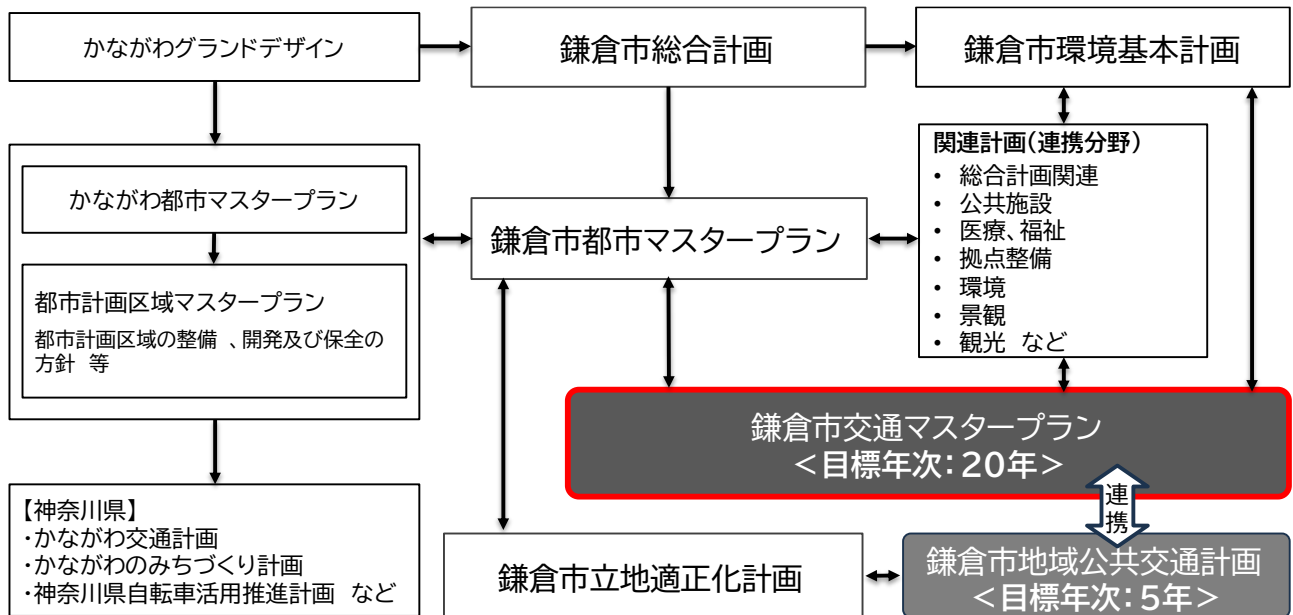 かながわグランドデザイン
鎌倉市総合計画
鎌倉市環境基本計画
かながわ都市マスタープラン
都市計画区域マスタープラン
都市計画区域の整備 、開発及び保全の
方針 等
鎌倉市都市マスタープラン
関連計画(連携分野)
• 総合計画関連
• 公共施設
• 医療、福祉
• 拠点整備
• 環境
• 景観
• 観光 など
鎌倉市交通マスタープラン
<目標年次:20年>
連
携
【神奈川県】
・かながわ交通計画
・かながわのみちづくり計画
・神奈川県自転車活用推進計画 など
鎌倉市立地適正化計画
鎌倉市地域公共交通計画
<目標年次:5年>